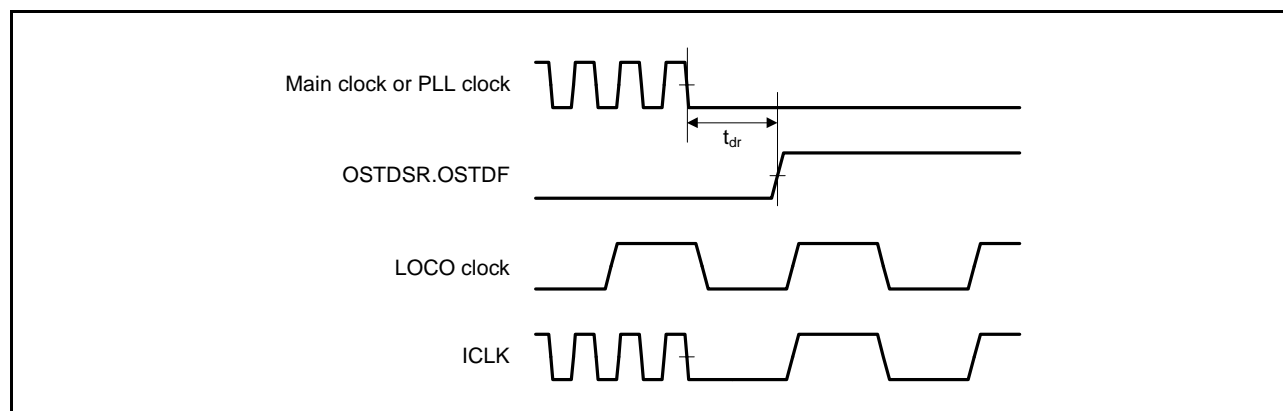 Main clock or PLL clock
tdr
OSTDSR.OSTDF
LOCO clock
ICLK